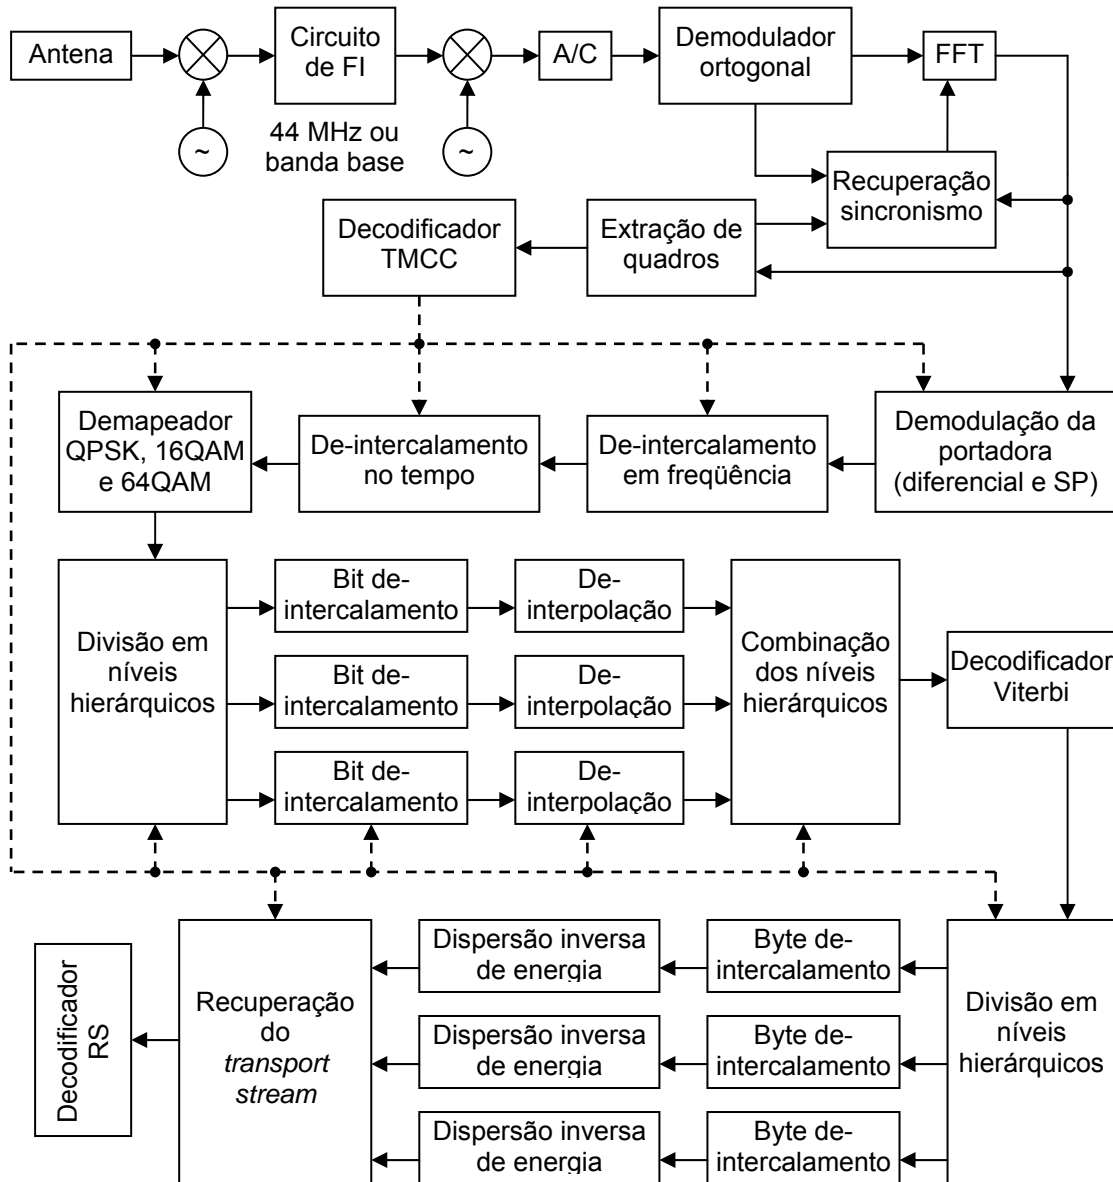 Antena
Circuito
de FI
A/C
Demodulador
ortogonal
FFT
~
44 MHz ou
banda base
~
Recuperação
sincronismo
Decodificador
TMCC
Extração de
quadros
Demapeador
QPSK, 16QAM
e 64QAM
De-intercalamento
no tempo
De-intercalamento
em freqüência
Demodulação da
portadora
(diferencial e SP)
Divisão em
níveis
hierárquicos
Bit de-
intercalamento
De-
interpolação
Bit de-
intercalamento
De-
interpolação
Bit de-
intercalamento
De-
interpolação
Combinação
dos níveis
hierárquicos
Decodificador
Viterbi
Decodificador
RS
Recuperação
do
transport
stream
Dispersão inversa
de energia
Byte de-
intercalamento
Dispersão inversa
de energia
Byte de-
intercalamento
Dispersão inversa
de energia
Byte de-
intercalamento
Divisão em
níveis
hierárquicos